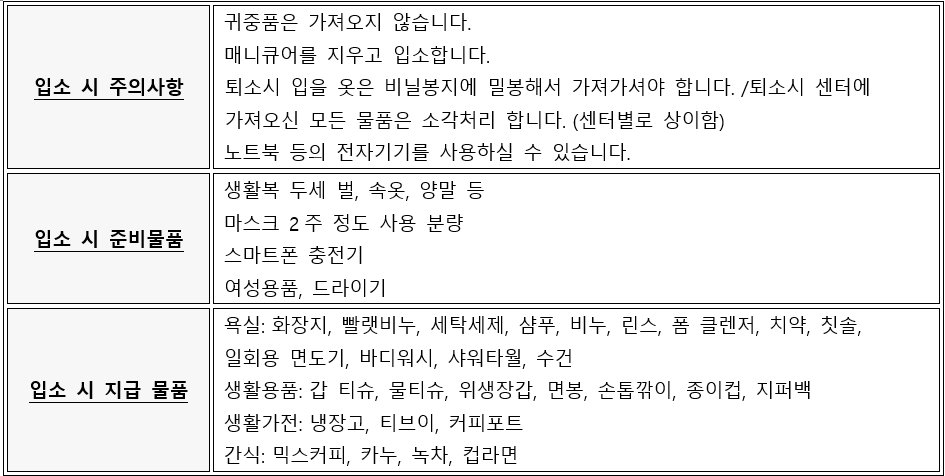 입소 시 주의사항
귀중품은 가져오지 않습니다.
매니큐어를 지우고 입소합니다.
퇴소시 입을 옷은 비닐봉지에 밀봉해서 가져가셔야 합니다. /퇴소시 센터에
가져오신 모든 물품은 소각처리 합니다. (센터별로 상이함)
노트북 등의 전자기기를 사용하실 수 있습니다.
입소 시 준비물품
생활복 두세 벌, 속옷, 양말 등
마스크 2주 정도 사용 분량
스마트폰 충전기
여성용품, 드라이기
입소 시 지급 물품
욕실: 화장지, 빨랫비누, 세탁세제, 샴푸, 비누, 린스, 폼 클렌저, 치약, 칫솔,
일회용 면도기, 바디워시, 샤워타월, 수건
생활용품: 갑 티슈, 물티슈, 위생장갑, 면봉, 손톱깎이, 종이컵, 지퍼백
생활가전: 냉장고, 티브이, 커피포트
간식: 믹스커피, 카누, 녹차, 컵라면